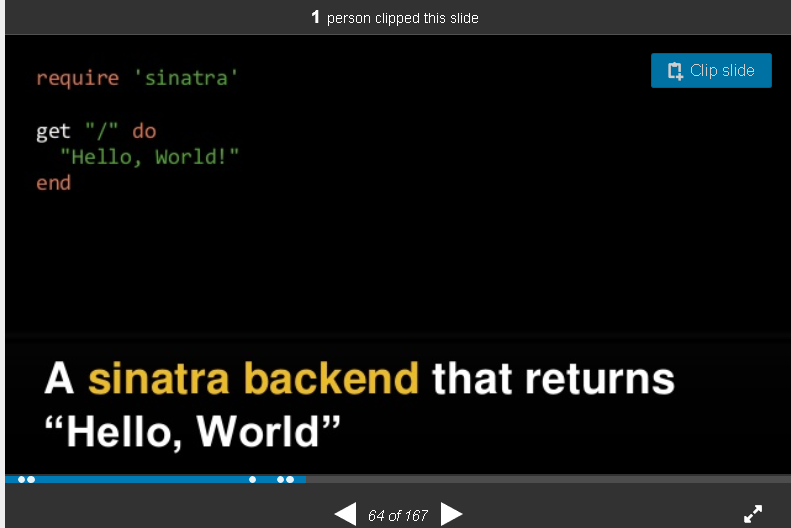 1 person clipped this slide
Clip slide
require 'sinatra'
get "/" do
"Hello, World!"
end
A sinatra backend that returns
“Hello, World”
64 of 167